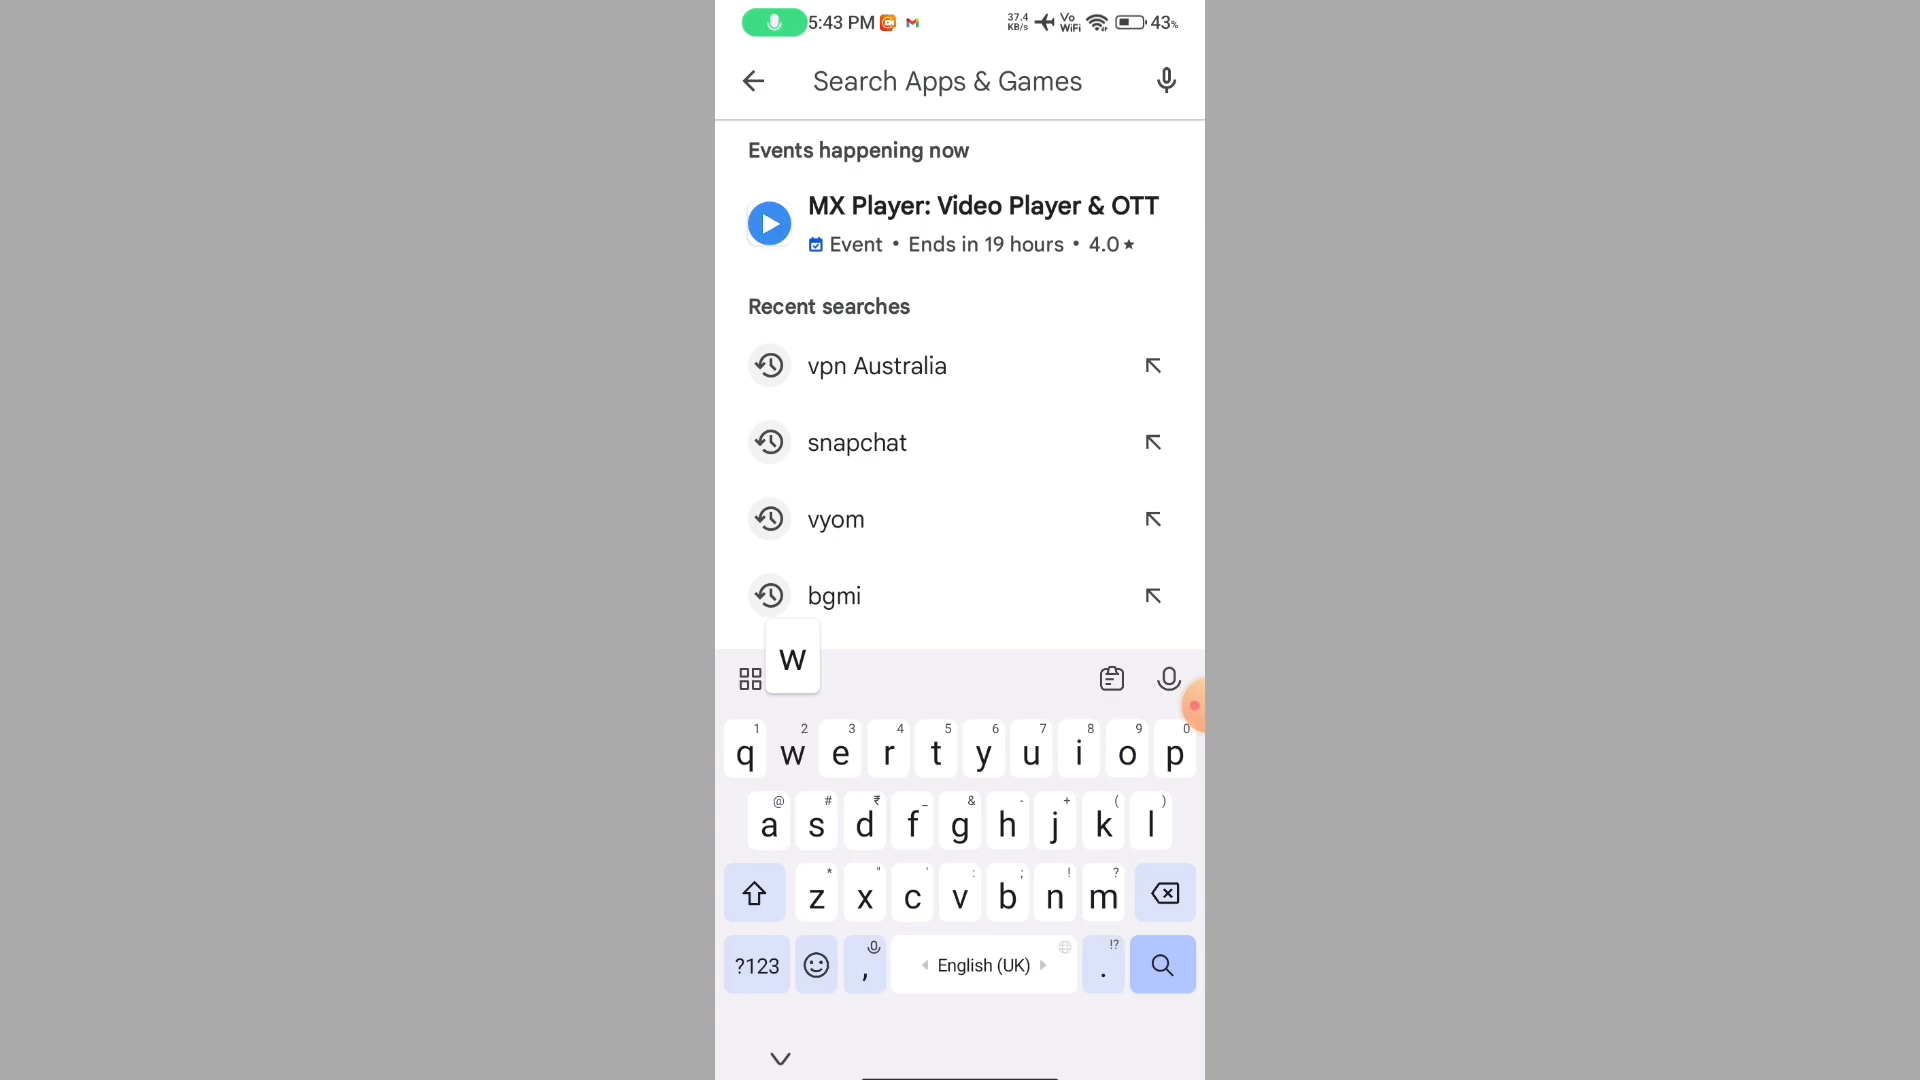 5:43 PM 37.4 KB/s Vo WiFi 43%
Search Apps & Games
Events happening now
MX Player: Video Player & OTT
Event • Ends in 19 hours • 4.0★
Recent searches
vpn Australia
snapchat
vyom
bgmi
w
1 2 3 4 5 6 7 8 9 0
q w e r t y u i o p
@ # ₹ _ & - + ( )
a s d f g h j k l
* " ' : ; ! ?
z x c v b n m
!?
?123 , English (UK) .